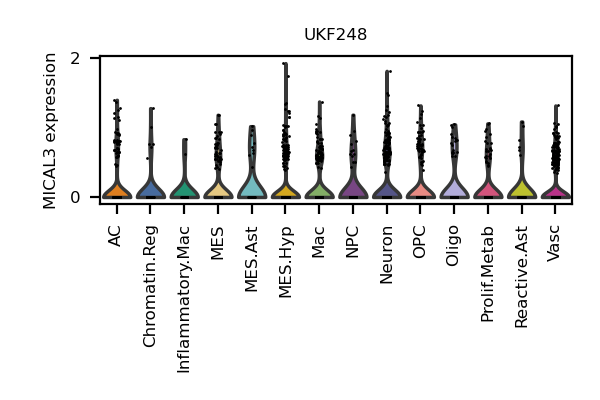 UKF248
MICAL3 expression
2
0
AC
Chromatin.Reg
Inflammatory.Mac
MES
MES.Ast
MES.Hyp
Mac
NPC
Neuron
OPC
Oligo
Prolif.Metab
Reactive.Ast
Vasc